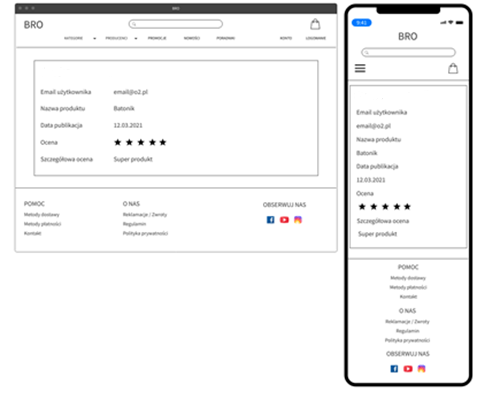 BRO
BRO
KATEGORIE PRODUCENCI PROMOCJE NOWOŚCI PORADNIKI KONTO LOGOWANIE
Email użytkownika email@o2.pl
Nazwa produktu Batonik
Data publikacja 12.03.2021
Ocena ★ ★ ★ ★ ★
Szczegółowa ocena Super produkt
POMOC
Metody dostawy
Metody płatności
Kontakt
O NAS
Reklamacje / Zwroty
Regulamin
Polityka prywatności
OBSERWUJ NAS
9:41
BRO
Email użytkownika
email@o2.pl
Nazwa produktu
Batonik
Data publikacja
12.03.2021
Ocena
★ ★ ★ ★ ★
Szczegółowa ocena
Super produkt
POMOC
Metody dostawy
Metody płatności
Kontakt
O NAS
Reklamacje / Zwroty
Regulamin
Polityka prywatności
OBSERWUJ NAS